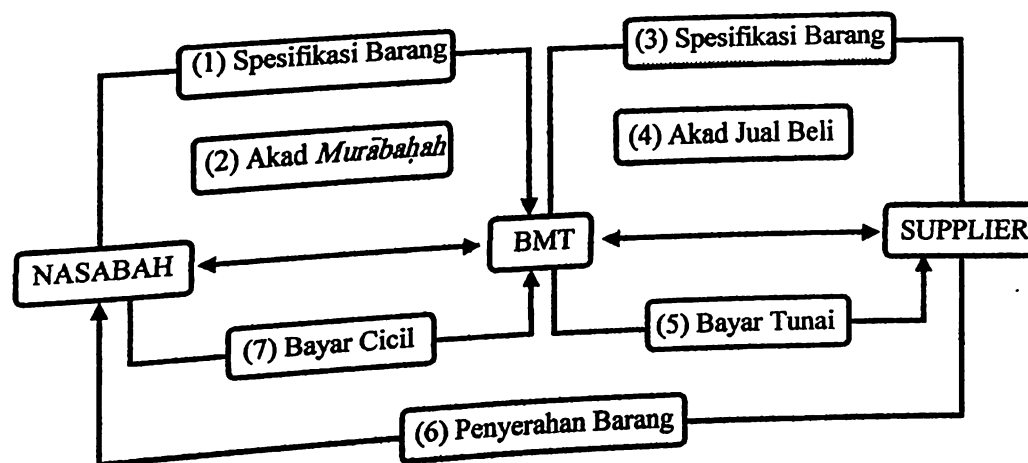 (1) Spesifikasi Barang
(3) Spesifikasi Barang
(2) Akad Murābaḥah
(4) Akad Jual Beli
NASABAH
BMT
SUPPLIER
(7) Bayar Cicil
(5) Bayar Tunai
(6) Penyerahan Barang